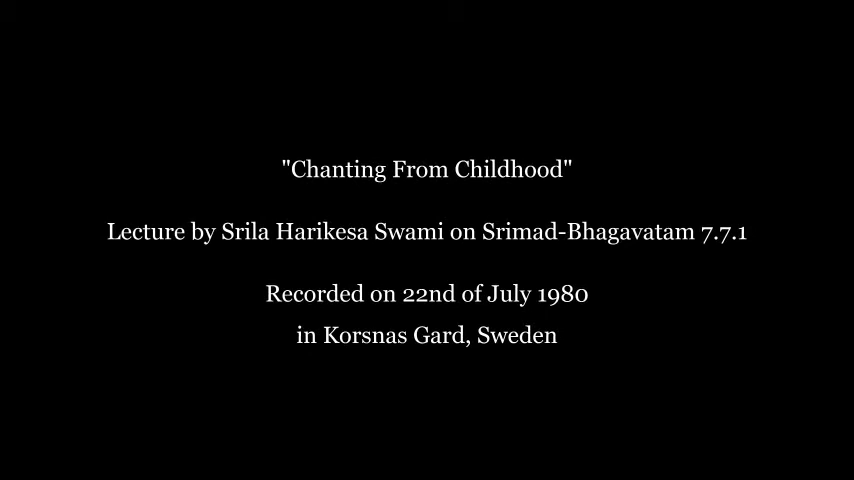 "Chanting From Childhood"
Lecture by Srila Harikesa Swami on Srimad-Bhagavatam 7.7.1
Recorded on 22nd of July 1980
in Korsnas Gard, Sweden